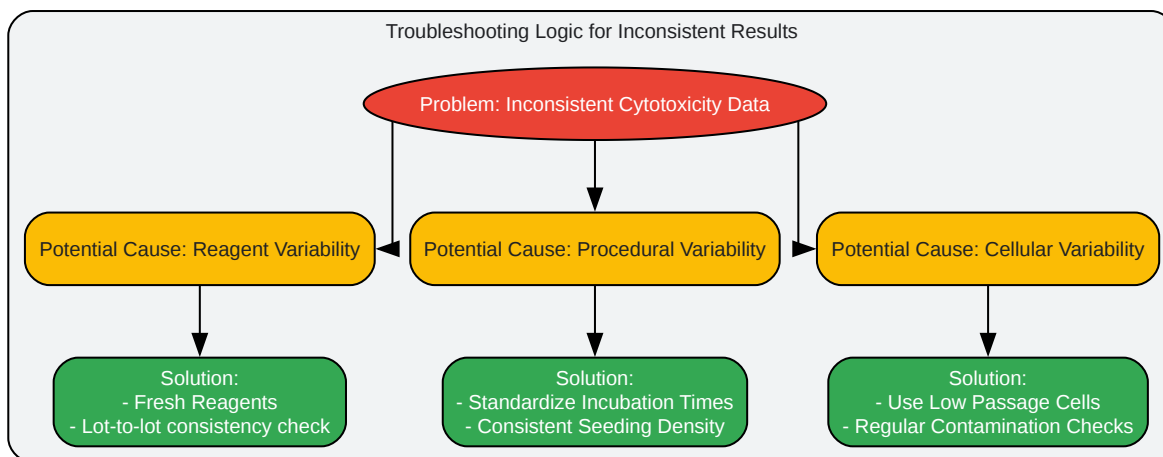 Troubleshooting Logic for Inconsistent Results
Problem: Inconsistent Cytotoxicity Data
Potential Cause: Reagent Variability
Potential Cause: Procedural Variability
Potential Cause: Cellular Variability
Solution:
- Fresh Reagents
- Lot-to-lot consistency check
Solution:
- Standardize Incubation Times
- Consistent Seeding Density
Solution:
- Use Low Passage Cells
- Regular Contamination Checks